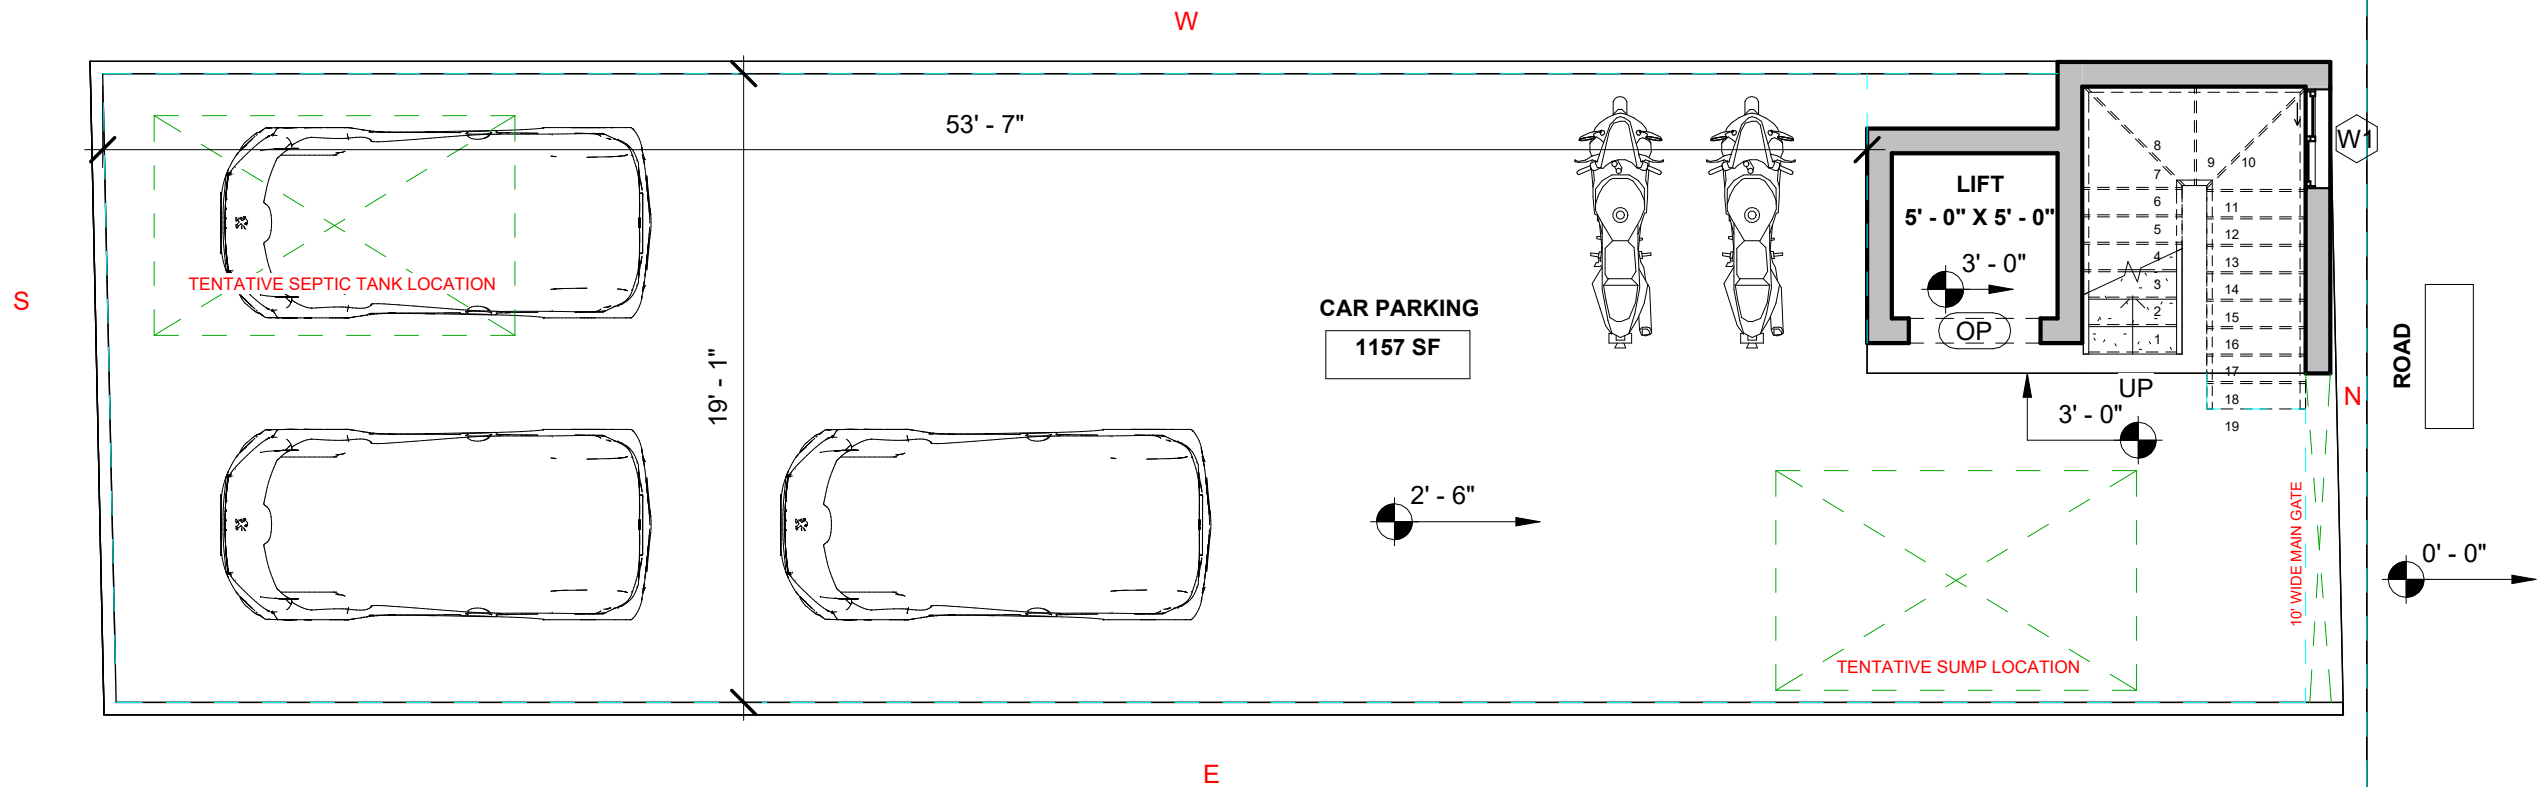 W
53' - 7"
W1
8
9
10
7
LIFT
5' - 0" X 5' - 0"
6
11
5
12
4
13
3' - 0"
TENTATIVE SEPTIC TANK LOCATION
3
14
S
CAR PARKING
2
15
OP
1157 SF
1
16
ROAD
19' - 1"
17
UP
N
18
3' - 0"
19
2' - 6"
10' WIDE MAIN GATE
0' - 0"
TENTATIVE SUMP LOCATION
E